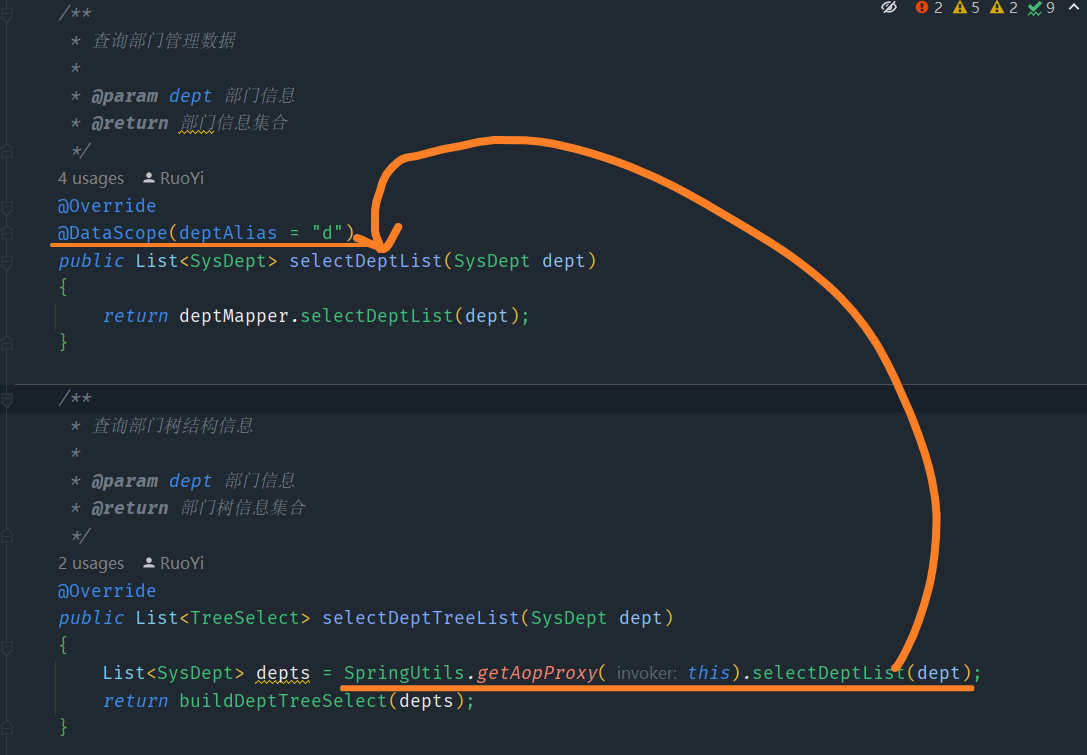 2 5 2 9
/**
* 查询部门管理数据
*
* @param dept 部门信息
* @return 部门信息集合
*/
4 usages RuoYi
@Override
@DataScope(deptAlias = "d")
public List<SysDept> selectDeptList(SysDept dept)
{
return deptMapper.selectDeptList(dept);
}
/**
* 查询部门树结构信息
*
* @param dept 部门信息
* @return 部门树信息集合
*/
2 usages RuoYi
@Override
public List<TreeSelect> selectDeptTreeList(SysDept dept)
{
List<SysDept> depts = SpringUtils.getAopProxy( invoker: this).selectDeptList(dept);
return buildDeptTreeSelect(depts);
}